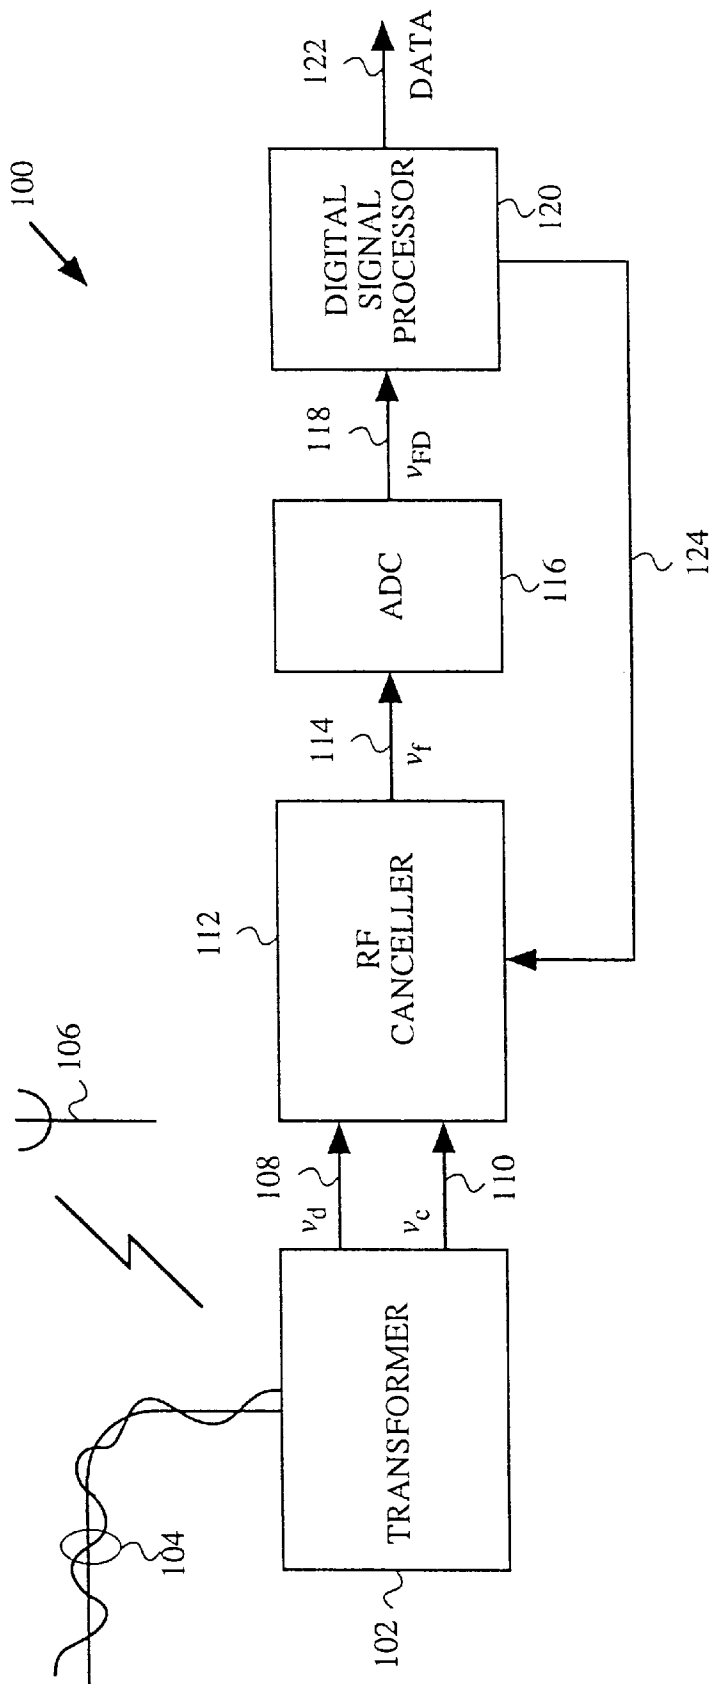 100
106
104
102
TRANSFORMER
v_d
108
v_c
110
112
RF
CANCELLER
114
v_f
ADC
116
118
v_FD
DIGITAL
SIGNAL
PROCESSOR
120
122
DATA
124